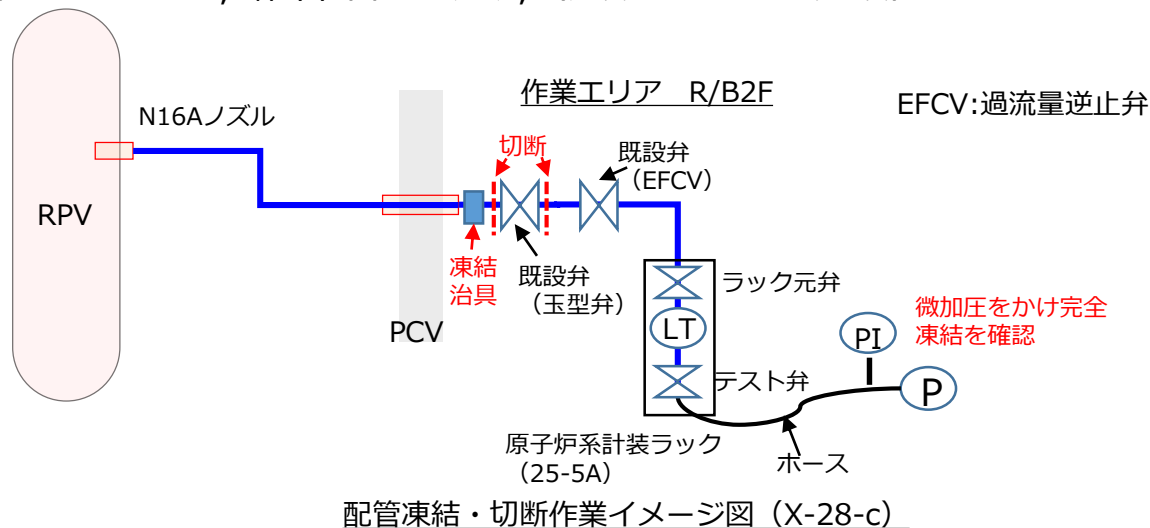 作業エリア　R/B2F
EFCV:過流量逆止弁
N16Aノズル
切断
既設弁
（EFCV）
RPV
凍結
治具
既設弁
（玉型弁）
PCV
ラック元弁
LT
テスト弁
微加圧をかけ完全
凍結を確認
PI
P
原子炉系計装ラック
（25-5A）
ホース
配管凍結・切断作業イメージ図（X-28-c）